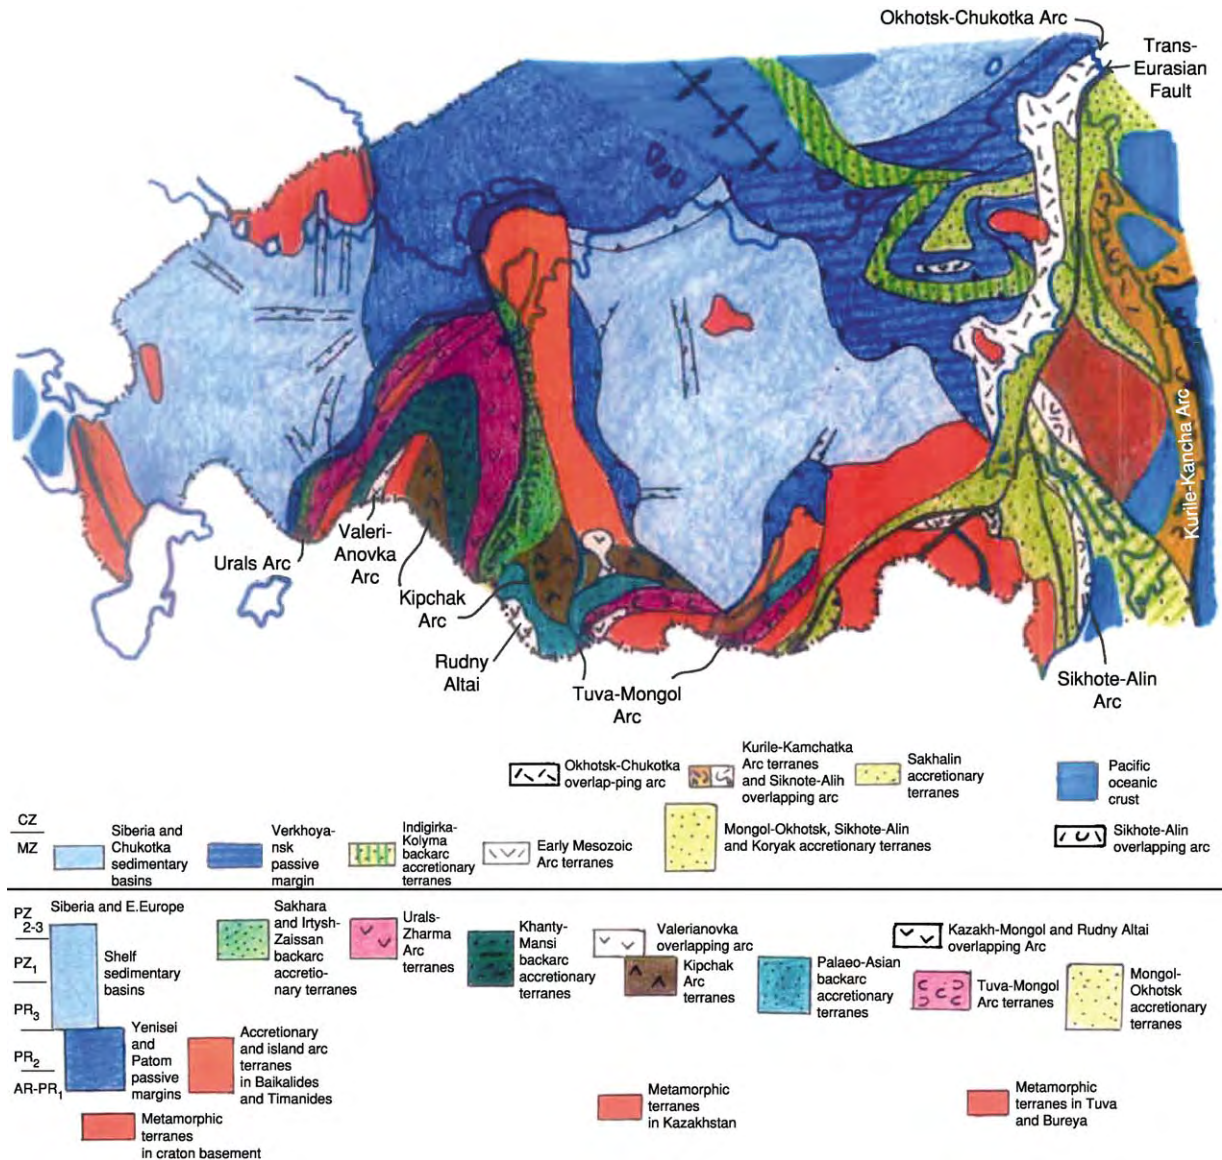 Okhotsk-Chukotka Arc
Trans-
Eurasian
Fault
Kurile-Kancha Arc
Urals Arc
Valeri-
Anovka
Arc
Kipchak
Arc
Rudny
Altai
Tuva-Mongol
Arc
Sikhote-Alin
Arc
Okhotsk-Chukotka
overlap-ping arc
Kurile-Kamchatka
Arc terranes
and Siknote-Alih
overlapping arc
Sakhalin
accretionary
terranes
Pacific
oceanic
crust
CZ
MZ
Siberia and
Chukotka
sedimentary
basins
Verkhoya-
nsk
passive
margin
Indigirka-
Kolyma
backarc
accretionary
terranes
Early Mesozoic
Arc terranes
Mongol-Okhotsk, Sikhote-Alin
and Koryak accretionary terranes
Sikhote-Alin
overlapping arc
PZ
2-3
PZ1
PR3
PR2
AR-PR1
Siberia and E.Europe
Shelf
sedimentary
basins
Yenisei
and
Patom
passive
margins
Metamorphic
terranes
in craton basement
Sakhara
and Irtysh-
Zaissan
backarc
accretio-
nary terranes
Accretionary
and island arc
terranes
in Baikalides
and Timanides
Urals-
Zharma
Arc
terranes
Khanty-
Mansi
backarc
accretionary
terranes
Valerianovka
overlapping arc
Kipchak
Arc
terranes
Metamorphic
terranes
in Kazakhstan
Palaeo-Asian
backarc
accretionary
terranes
Kazakh-Mongol and Rudny Altai
overlapping Arc
Tuva-Mongol
Arc terranes
Mongol-
Okhotsk
accretionary
terranes
Metamorphic
terranes in Tuva
and Bureya